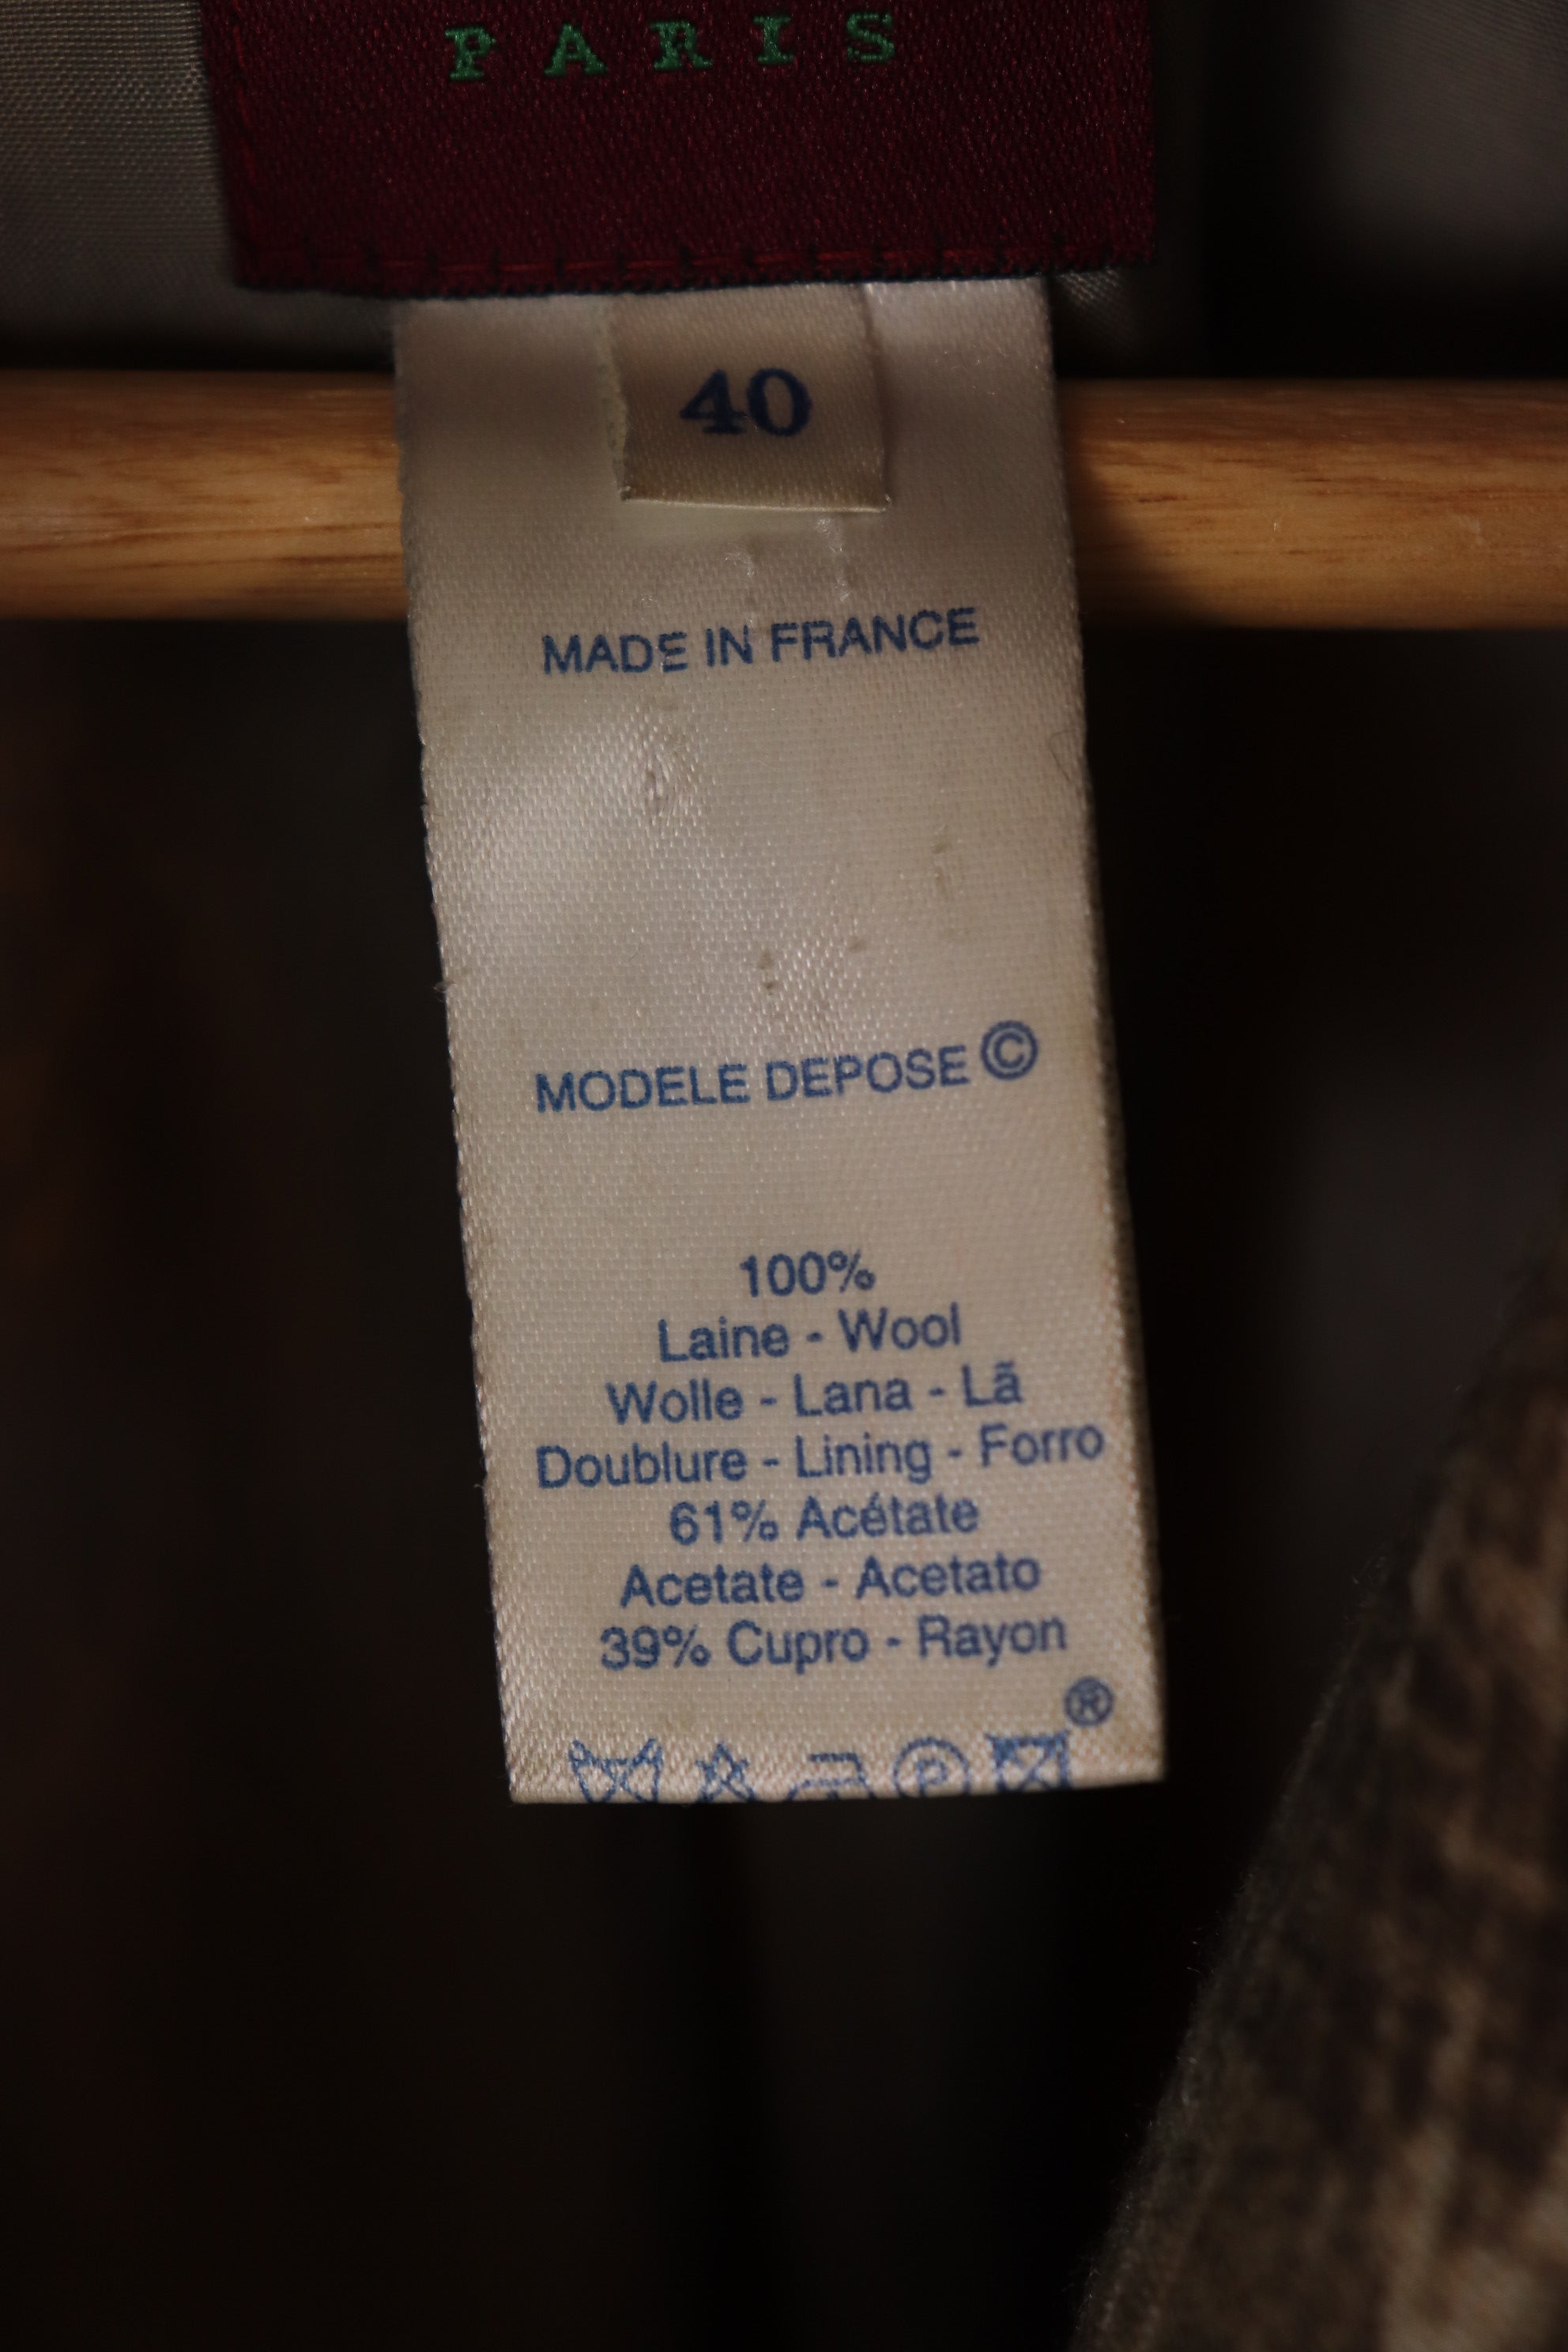 PARIS
40
MADE IN FRANCE
MODELE DEPOSE ©
100%
Laine - Wool
Wolle - Lana - Lã
Doublure - Lining - Forro
61% Acétate
Acetate - Acetato
39% Cupro - Rayon
®
P